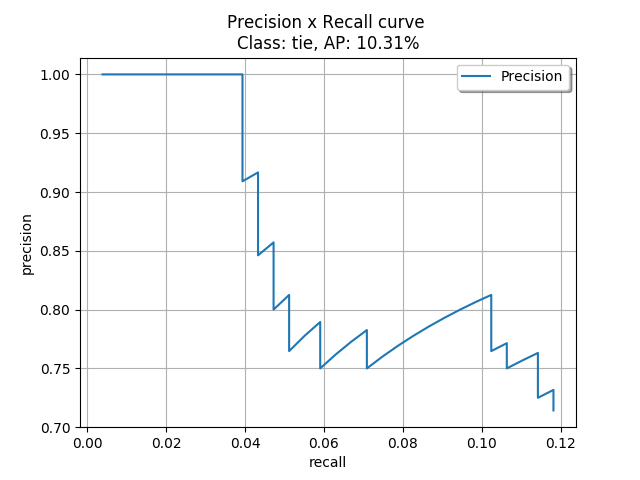 Precision x Recall curve
Class: tie, AP: 10.31%
Precision
1.00
0.95
0.90
0.85
0.80
0.75
0.70
precision
0.00 0.02 0.04 0.06 0.08 0.10 0.12
recall